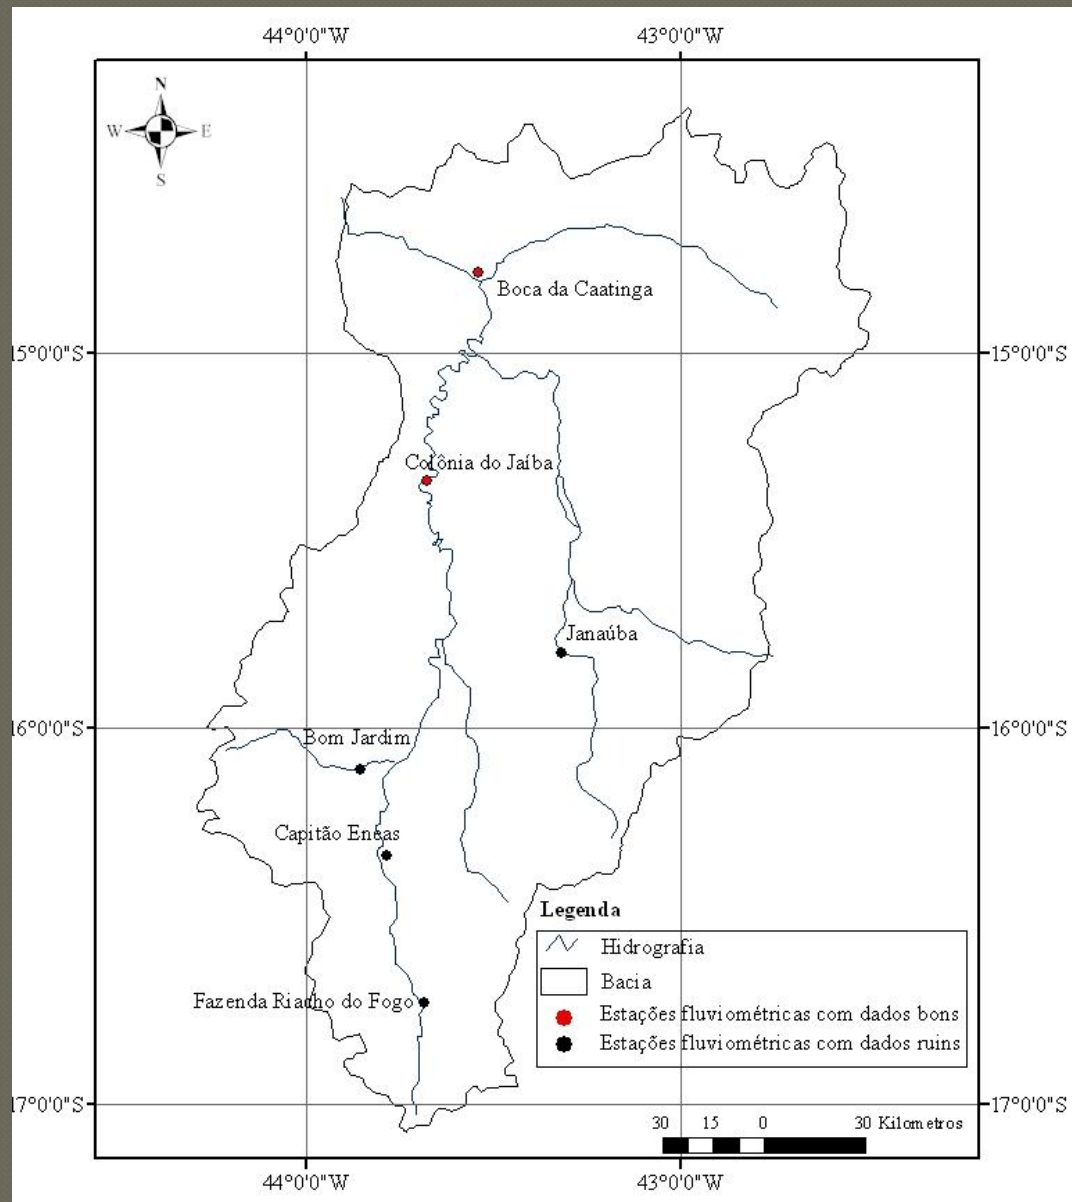 44°0'0"W 43°0'0"W
N
W E
S
Boca da Caatinga
15°0'0"S 15°0'0"S
Colônia do Jaíba
Janaúba
16°0'0"S 16°0'0"S
Bom Jardim
Capitão Enéas
Legenda
Hidrografia
Bacia
Fazenda Riacho do Fogo
Estações fluviométricas com dados bons
Estações fluviométricas com dados ruins
17°0'0"S 17°0'0"S
30 15 0 30 Kilometros
44°0'0"W 43°0'0"W